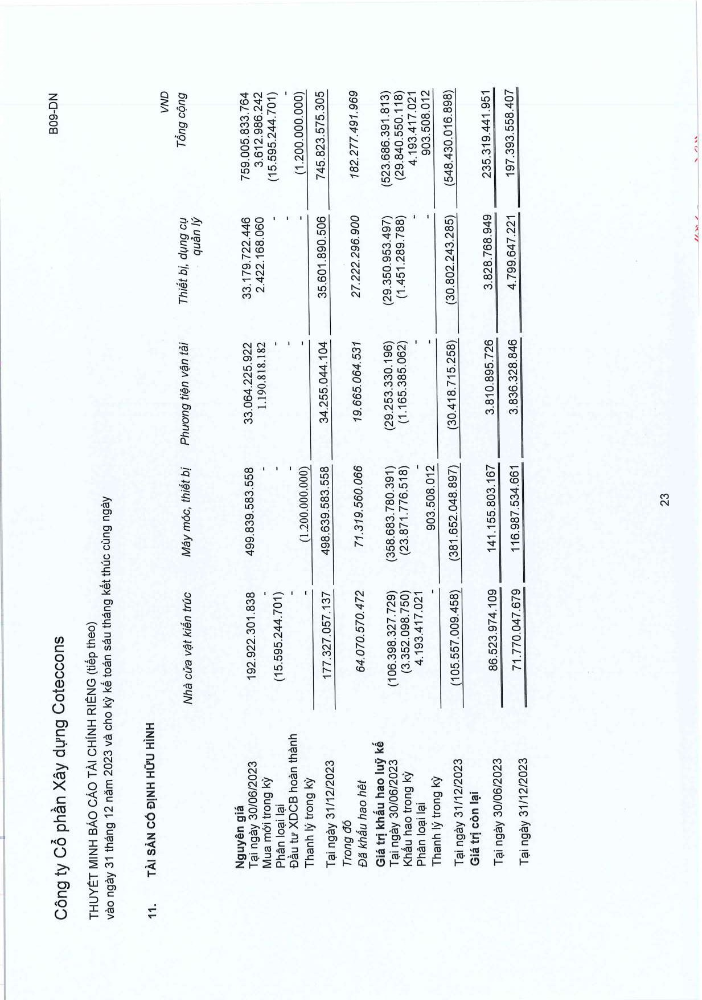 Công ty Cổ phần Xây dựng Coteccons B09-DN
THUYẾT MINH BÁO CÁO TÀI CHÍNH RIÊNG (tiếp theo)
vào ngày 31 tháng 12 năm 2023 và cho kỳ kế toán sáu tháng kết thúc cùng ngày
11. TÀI SẢN CỐ ĐỊNH HỮU HÌNH
VND
Nhà cửa vật kiến trúc Máy móc, thiết bị Phương tiện vận tải Thiết bị, dụng cụ quản lý Tổng cộng
Nguyên giá
Tại ngày 30/06/2023 192.922.301.838 499.839.583.558 33.064.225.922 33.179.722.446 759.005.833.764
Mua mới trong kỳ - - 1.190.818.182 2.422.168.060 3.612.986.242
Phân loại lại (15.595.244.701) - - - (15.595.244.701)
Đầu tư XDCB hoàn thành - - - - -
Thanh lý trong kỳ - (1.200.000.000) - - (1.200.000.000)
Tại ngày 31/12/2023 177.327.057.137 498.639.583.558 34.255.044.104 35.601.890.506 745.823.575.305
Trong đó
Đã khấu hao hết 64.070.570.472 71.319.560.066 19.665.064.531 27.222.296.900 182.277.491.969
Giá trị khấu hao luỹ kế
Tại ngày 30/06/2023 (106.398.327.729) (358.683.780.391) (29.253.330.196) (29.350.953.497) (523.686.391.813)
Khấu hao trong kỳ (3.352.098.750) (23.871.776.518) (1.165.385.062) (1.451.289.788) (29.840.550.118)
Phân loại lại 4.193.417.021 - - - 4.193.417.021
Thanh lý trong kỳ - 903.508.012 - - 903.508.012
Tại ngày 31/12/2023 (105.557.009.458) (381.652.048.897) (30.418.715.258) (30.802.243.285) (548.430.016.898)
Giá trị còn lại
Tại ngày 30/06/2023 86.523.974.109 141.155.803.167 3.810.895.726 3.828.768.949 235.319.441.951
Tại ngày 31/12/2023 71.770.047.679 116.987.534.661 3.836.328.846 4.799.647.221 197.393.558.407
23